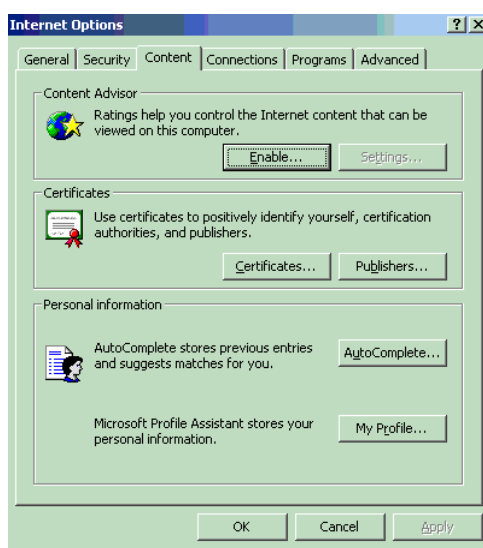 Internet Options
General Security Content Connections Programs Advanced
Content Advisor
Ratings help you control the Internet content that can be
viewed on this computer.
Enable... Settings...
Certificates
Use certificates to positively identify yourself, certification
authorities, and publishers.
Certificates... Publishers...
Personal information
AutoComplete stores previous entries
and suggests matches for you.
AutoComplete...
Microsoft Profile Assistant stores your
personal information.
My Profile...
OK Cancel Apply